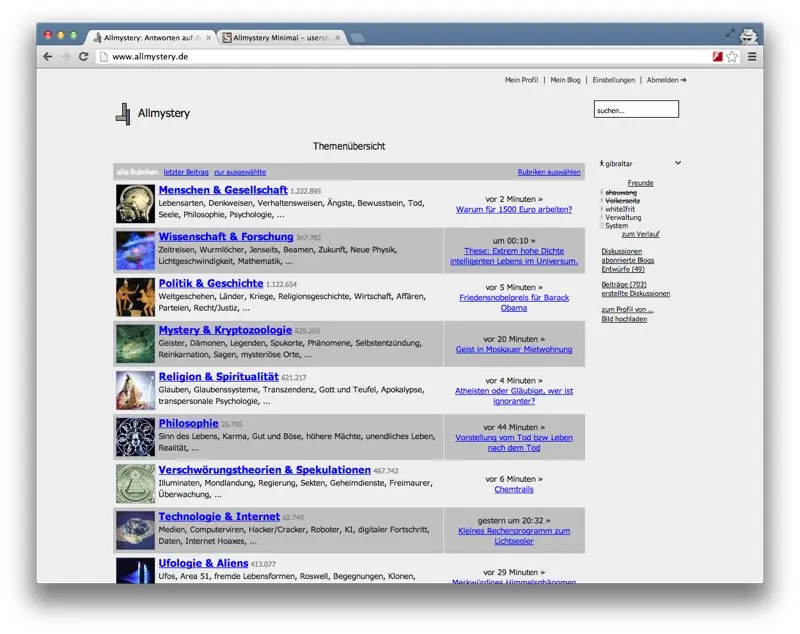 Allmystery: Antworten auf d
Allmystery Minimal – userst
www.allmystery.de
Mein Profil | Mein Blog | Einstellungen | Abmelden ➔
Allmystery
suchen...
Themenübersicht
alle Rubriken letzter Beitrag nur ausgewählte Rubriken auswählen
Menschen & Gesellschaft 1.222.895
Lebensarten, Denkweisen, Verhaltensweisen, Ängste, Bewusstsein, Tod,
Seele, Philosophie, Psychologie, ...
vor 2 Minuten »
Warum für 1500 Euro arbeiten?
Wissenschaft & Forschung 347.782
Zeitreisen, Wurmlöcher, Jenseits, Beamen, Zukunft, Neue Physik,
Lichtgeschwindigkeit, Mathematik, ...
um 00:10 »
These: Extrem hohe Dichte
intelligenten Lebens im Universum.
Politik & Geschichte 1.122.654
Weltgeschehen, Länder, Kriege, Religionsgeschichte, Wirtschaft, Affären,
Parteien, Recht/Justiz, ...
vor 5 Minuten »
Friedensnobelpreis für Barack
Obama
Mystery & Kryptozoologie 629.293
Geister, Dämonen, Legenden, Spukorte, Phänomene, Selbstentzündung,
Reinkarnation, Sagen, mysteriöse Orte, ...
vor 20 Minuten »
Geist in Moskauer Mietwohnung
Religion & Spiritualität 621.217
Glauben, Glaubenssysteme, Transzendenz, Gott und Teufel, Apokalypse,
transpersonale Psychologie, ...
vor 4 Minuten »
Atheisten oder Gläubige, wer ist
ignoranter?
Philosophie 26.705
Sinn des Lebens, Karma, Gut und Böse, höhere Mächte, unendliches Leben,
Realität, ...
vor 44 Minuten »
Vorstellung vom Tod bzw Leben
nach dem Tod
Verschwörungstheorien & Spekulationen 467.742
Illuminaten, Mondlandung, Regierung, Sekten, Geheimdienste, Freimaurer,
Überwachung, ...
vor 6 Minuten »
Chemtrails
Technologie & Internet 62.749
Medien, Computerviren, Hacker/Cracker, Roboter, KI, digitaler Fortschritt,
Daten, Internet Hoaxes, ...
gestern um 20:32 »
Kleines Rechenprogramm zum
Lichtsegler
Ufologie & Aliens 413.077
Ufos, Area 51, fremde Lebensformen, Roswell, Begegnungen, Klonen,
vor 29 Minuten »
Merkwürdiges Himmelsphänomen
gibraltar
Freunde
shauwang
Volkerseitz
whiteIfrit
Verwaltung
System
zum Verlauf
Diskussionen
abonnierte Blogs
Entwürfe (49)
Beiträge (703)
erstellte Diskussionen
zum Profil von ...
Bild hochladen